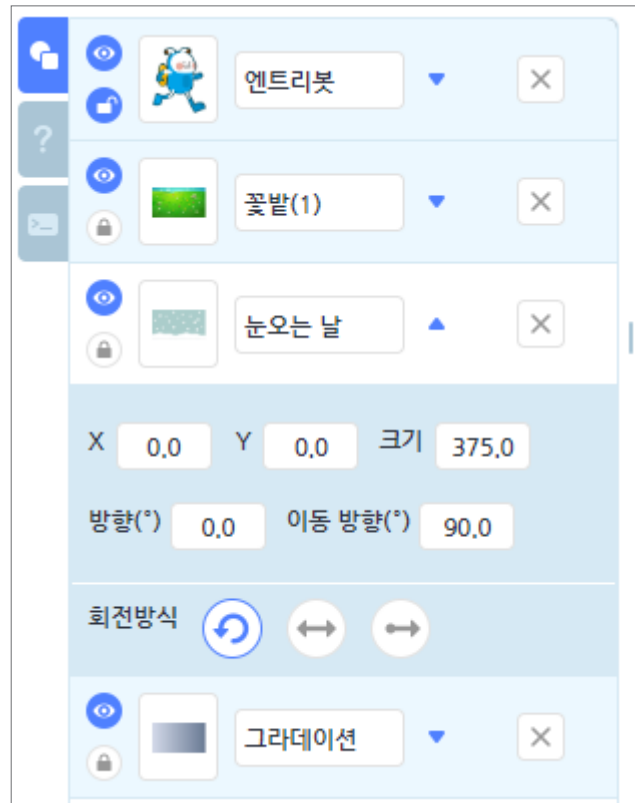 엔트리봇
?
꽃밭(1)
>_
눈오는 날
X 0.0 Y 0.0 크기 375.0
방향(°) 0.0 이동 방향(°) 90.0
회전방식
그라데이션